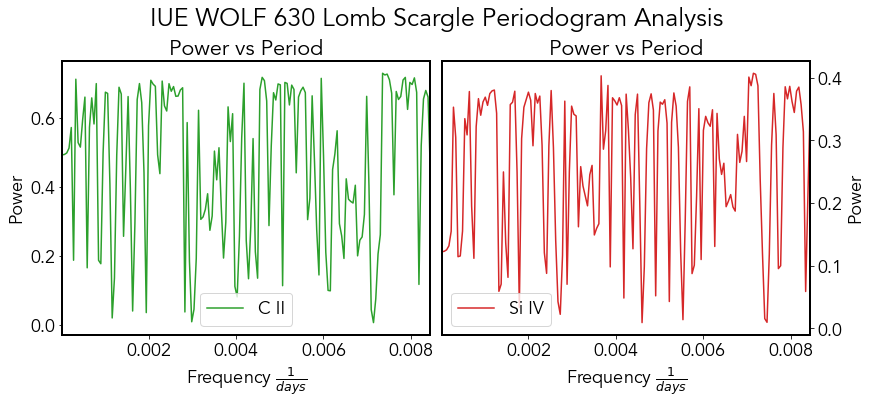 IUE WOLF 630 Lomb Scargle Periodogram Analysis
Power vs Period
Power
0.6
0.4
0.2
0.0
C II
0.002 0.004 0.006 0.008
Frequency 1/days
Power vs Period
0.4
0.3
0.2
0.1
0.0
Power
Si IV
0.002 0.004 0.006 0.008
Frequency 1/days